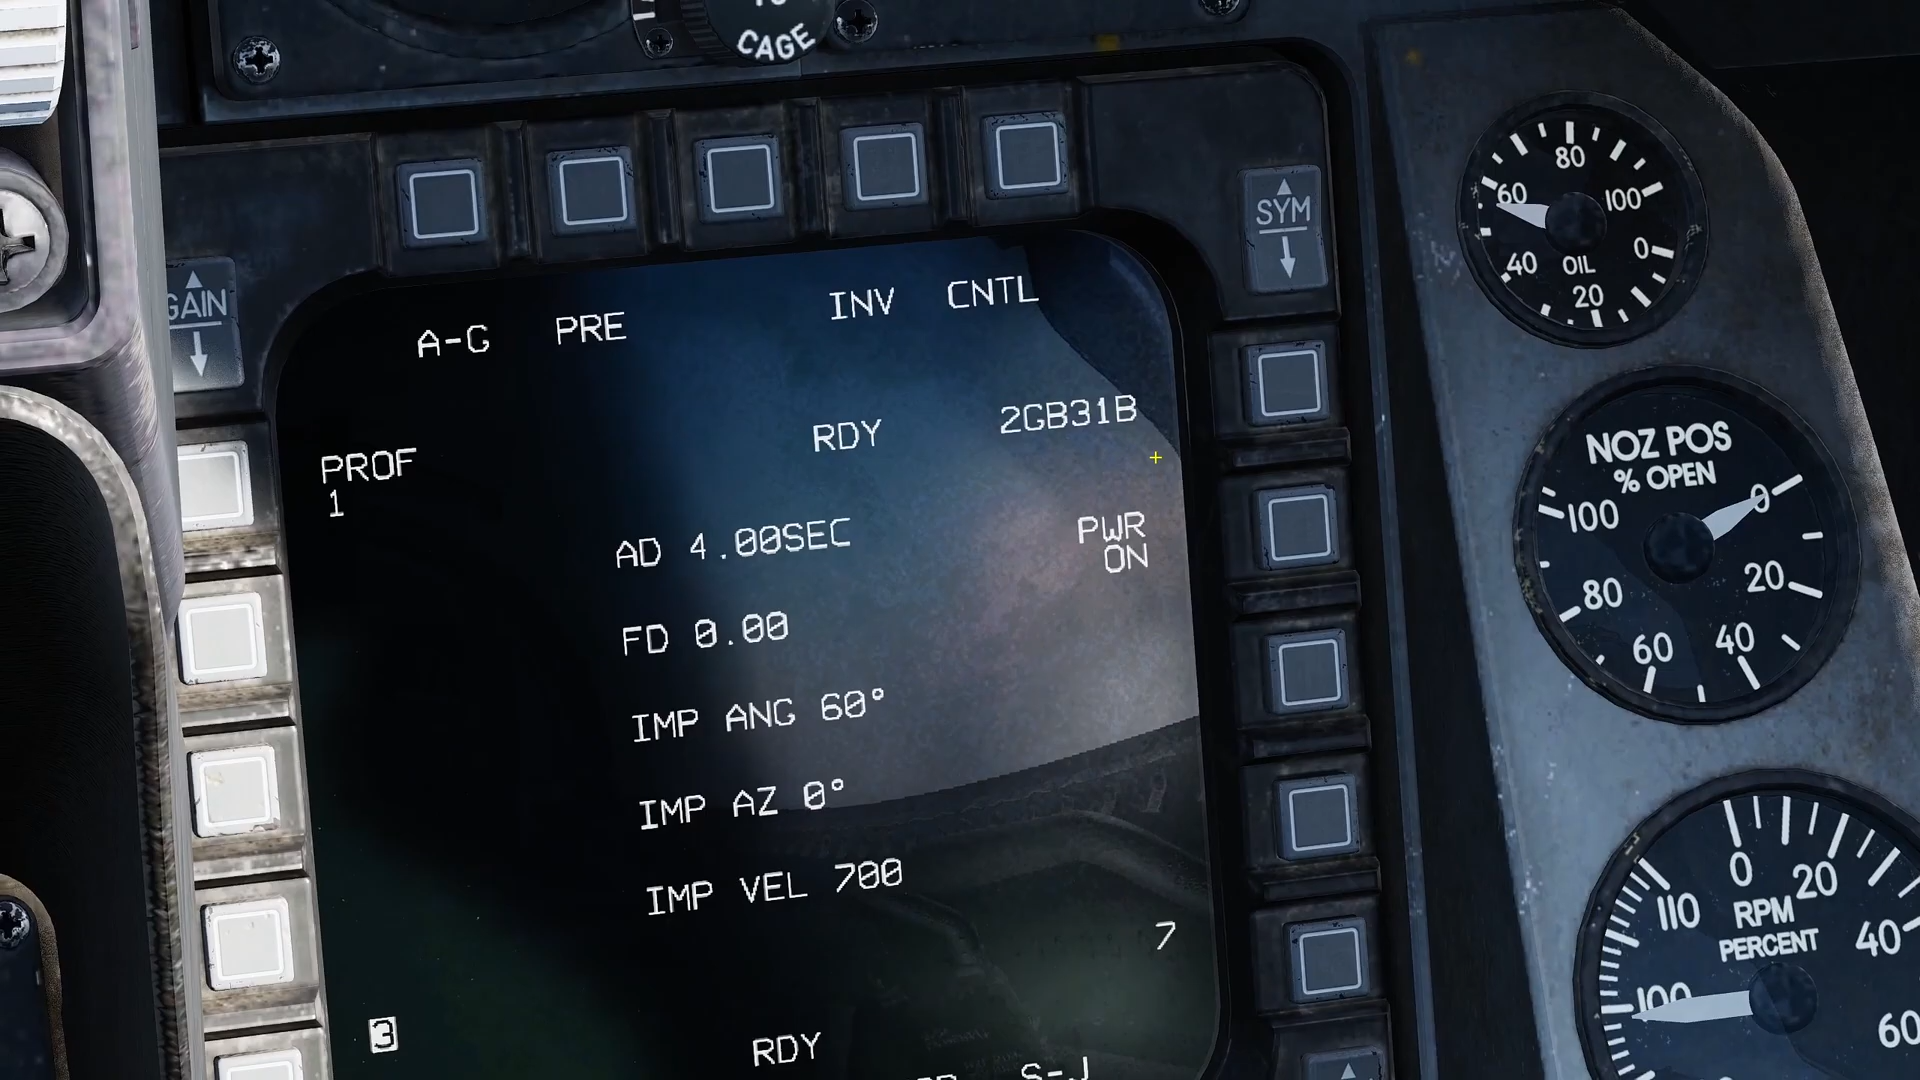 CAGE
GAIN
SYM
A-G PRE INV CNTL
RDY 2GB31B
PROF
1
AD 4.00SEC
PWR
ON
FD 0.00
IMP ANG 60°
IMP AZ 0°
IMP VEL 700
7
3
RDY
S-J
80
60 100
40 OIL 0
20
NOZ POS
% OPEN
100 0
80 20
60 40
0 20
110 RPM
PERCENT 40
100 60